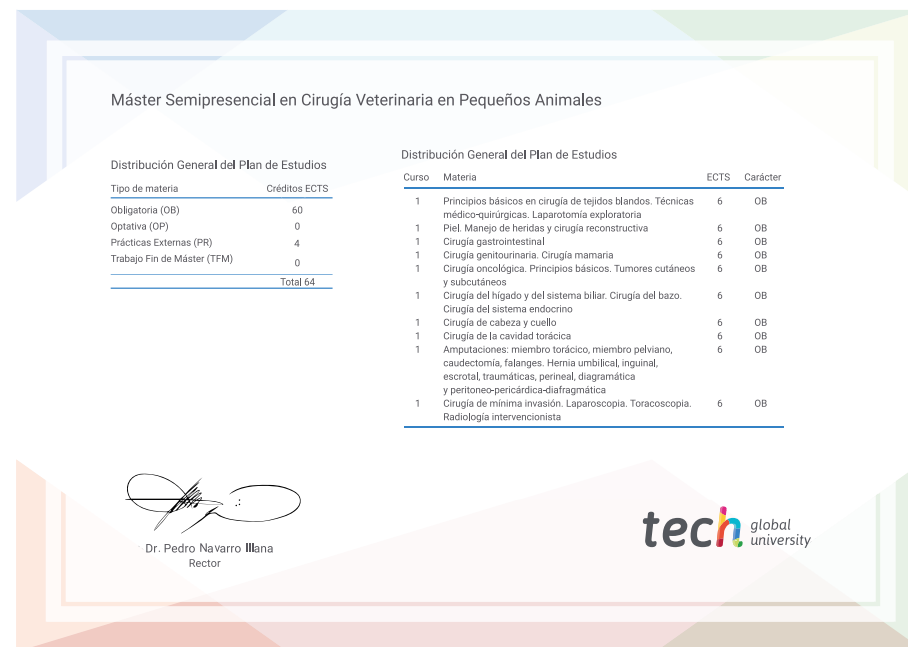 Máster Semipresencial en Cirugía Veterinaria en Pequeños Animales
Distribución General del Plan de Estudios
Tipo de materia Créditos ECTS
Obligatoria (OB) 60
Optativa (OP) 0
Prácticas Externas (PR) 4
Trabajo Fin de Máster (TFM) 0
Total 64
Distribución General del Plan de Estudios
Curso Materia ECTS Carácter
1 Principios básicos en cirugía de tejidos blandos. Técnicas 6 OB
médico-quirúrgicas. Laparotomía exploratoria
1 Piel. Manejo de heridas y cirugía reconstructiva 6 OB
1 Cirugía gastrointestinal 6 OB
1 Cirugía genitourinaria. Cirugía mamaria 6 OB
1 Cirugía oncológica. Principios básicos. Tumores cutáneos 6 OB
y subcutáneos
1 Cirugía del hígado y del sistema biliar. Cirugía del bazo. 6 OB
Cirugía del sistema endocrino
1 Cirugía de cabeza y cuello 6 OB
1 Cirugía de la cavidad torácica 6 OB
1 Amputaciones: miembro torácico, miembro pelviano, 6 OB
caudectomía, falanges. Hernia umbilical, inguinal,
escrotal, traumáticas, perineal, diagramática
y peritoneo-pericárdica-diafragmática
1 Cirugía de mínima invasión. Laparoscopia. Toracoscopia. 6 OB
Radiología intervencionista
Dr. Pedro Navarro Illana
Rector
tech global
university